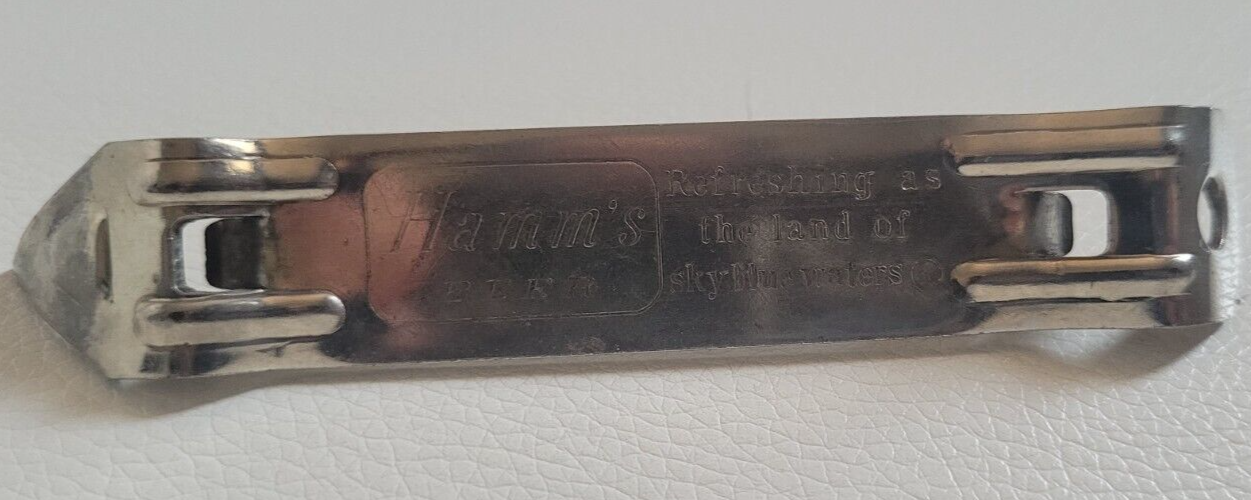 Hamm's
BEER
Refreshing as
the land of
sky blue waters ®